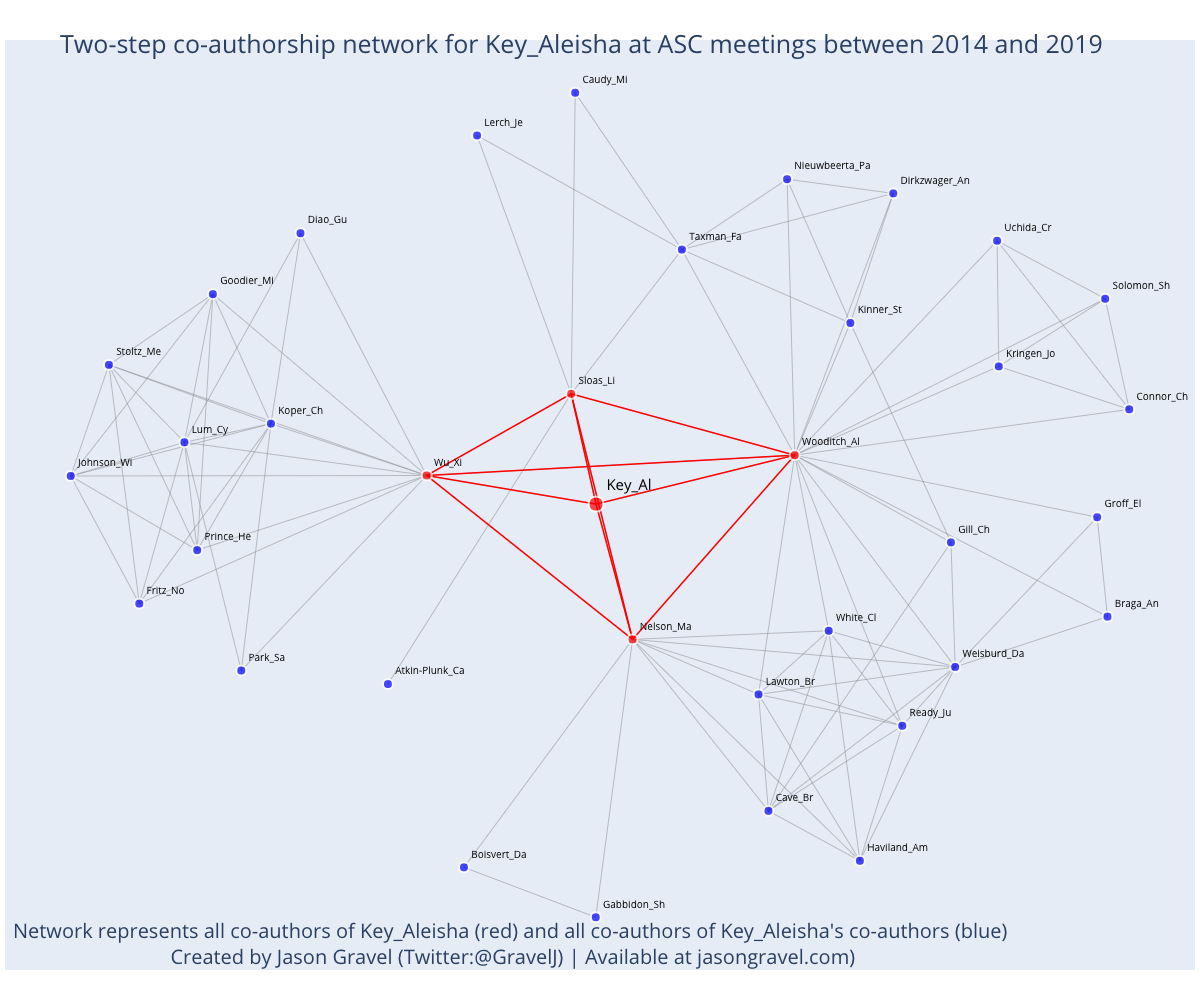 Two-step co-authorship network for Key_Aleisha at ASC meetings between 2014 and 2019
Caudy_Mi
Lerch_Je
Nieuwbeerta_Pa
Dirkzwager_An
Diao_Gu
Taxman_Fa
Uchida_Cr
Goodier_Mi
Solomon_Sh
Kinner_St
Stoltz_Me
Kringen_Jo
Sloas_Li
Connor_Ch
Koper_Ch
Lum_Cy
Wooditch_Al
Johnson_Wi
Wu_Xi
Key_Al
Groff_El
Prince_He
Gill_Ch
Fritz_No
Braga_An
White_Cl
Nelson_Ma
Park_Sa
Weisburd_Da
Atkin-Plunk_Ca
Lawton_Br
Ready_Ju
Cave_Br
Haviland_Am
Boisvert_Da
Gabbidon_Sh
Network represents all co-authors of Key_Aleisha (red) and all co-authors of Key_Aleisha's co-authors (blue)
Created by Jason Gravel (Twitter:@GravelJ) | Available at jasongravel.com)